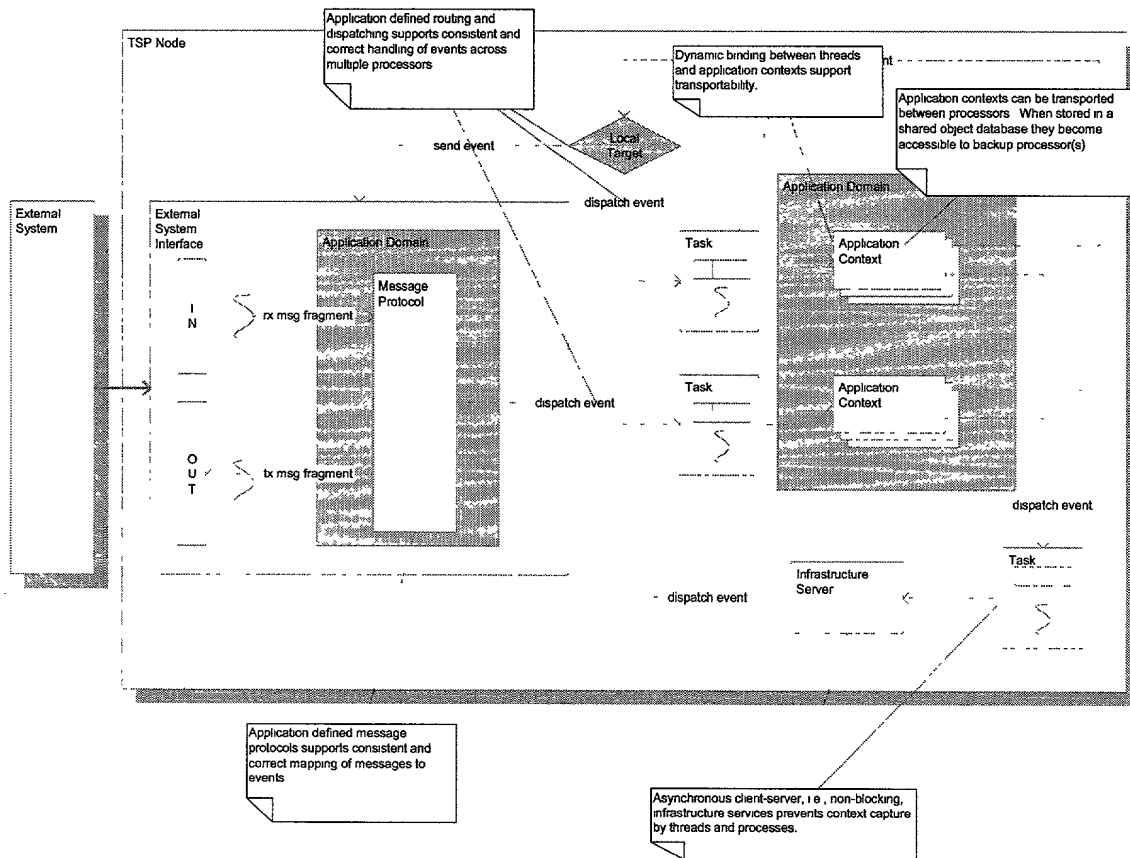 Application defined routing and
dispatching supports consistent and
correct handling of events across
multiple processors
TSP Node
Dynamic binding between threads
and application contexts support
transportability.
Application contexts can be transported
between processors When stored in a
shared object database they become
accessible to backup processor(s)
send event
Local
Target
dispatch event
Application Domain
External
System
External
System
Interface
Application Domain
Task
Application
Context
Message
Protocol
I
N
rx msg fragment
dispatch event
Task
Application
Context
O
U
T
tx msg fragment
dispatch event
Infrastructure
Server
Task
dispatch event
Application defined message
protocols supports consistent and
correct mapping of messages to
events
Asynchronous client-server, i e , non-blocking,
infrastructure services prevents context capture
by threads and processes.